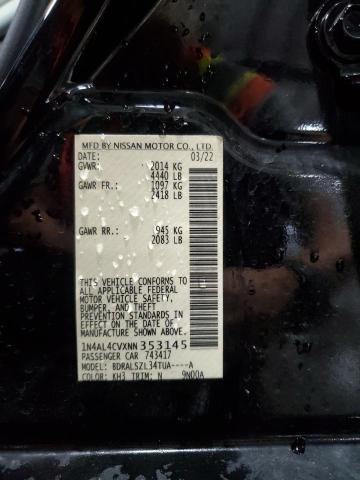 MFD BY NISSAN MOTOR CO., LTD.
DATE: 03/22
GVWR: 2014 KG
4440 LB
GAWR FR: 1097 KG
2418 LB
GAWR RR: 945 KG
2083 LB
THIS VEHICLE CONFORMS TO
ALL APPLICABLE FEDERAL
MOTOR VEHICLE SAFETY,
BUMPER, AND THEFT
PREVENTION STANDARDS
IN EFFECT ON THE DATE OF
MANUFACTURE SHOWN ABOVE.
1N4AL4CVXNN353145
PASSENGER CAR 743417
MODEL: BDRALSZL34TUA----A
COLOR: KH3 TRIM: N 9N00A